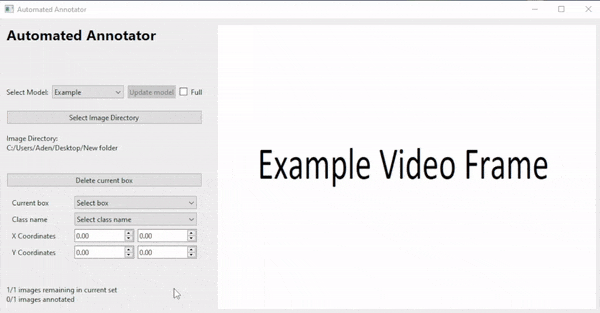 Automated Annotator
Automated Annotator
Select Model: Example Update model Full
Select Image Directory
Image Directory:
C:/Users/Aden/Desktop/New folder
Delete current box
Current box Select box
Class name Select class name
X Coordinates 0.00 0.00
Y Coordinates 0.00 0.00
1/1 images remaining in current set
0/1 images annotated
Example Video Frame